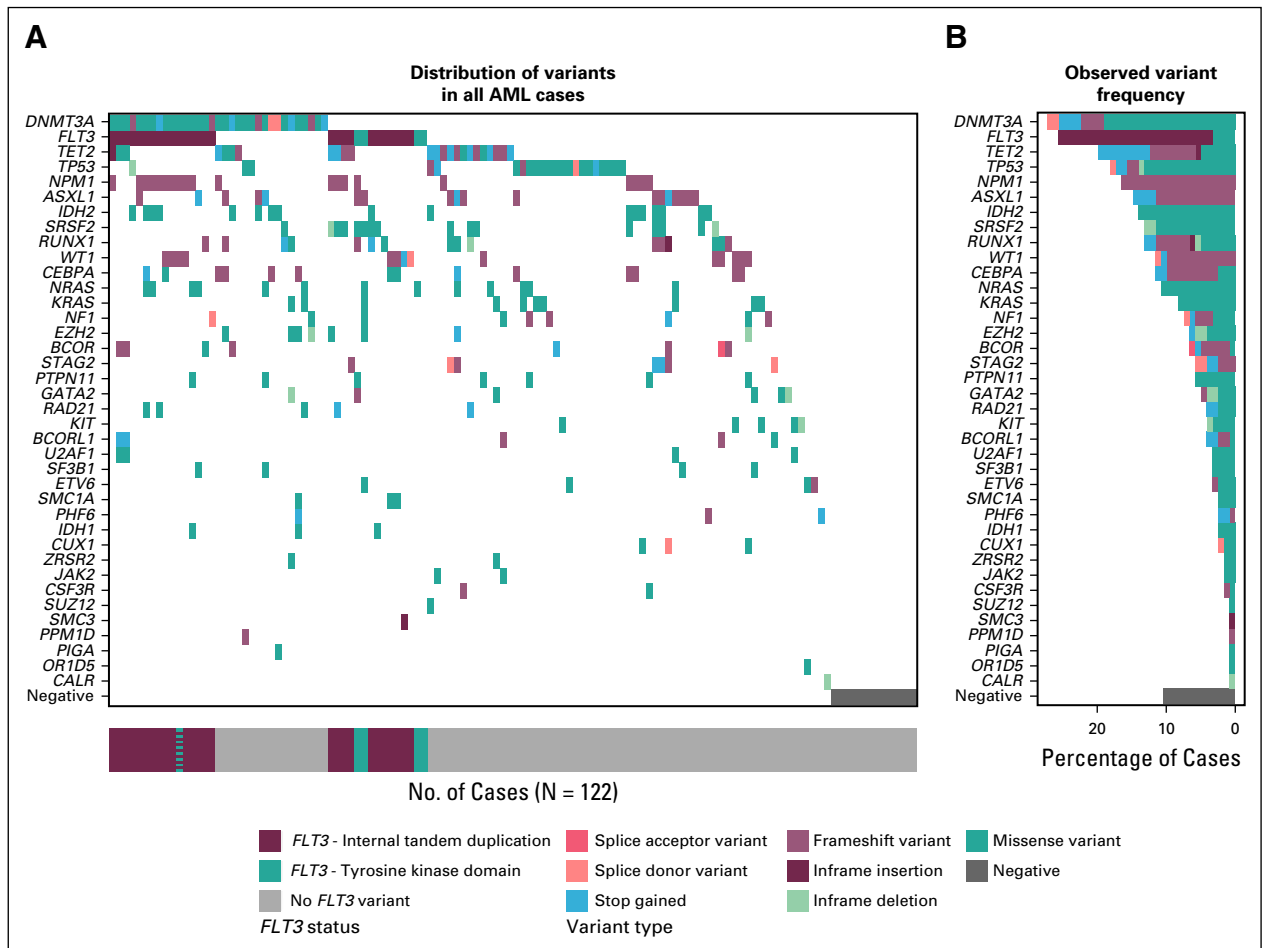 A
B
Distribution of variants
in all AML cases
Observed variant
frequency
DNMT3A
FLT3
TET2
TP53
NPM1
ASXL1
IDH2
SRSF2
RUNX1
WT1
CEBPA
NRAS
KRAS
NF1
EZH2
BCOR
STAG2
PTPN11
GATA2
RAD21
KIT
BCORL1
U2AF1
SF3B1
ETV6
SMC1A
PHF6
IDH1
CUX1
ZRSR2
JAK2
CSF3R
SUZ12
SMC3
PPM1D
PIGA
OR1D5
CALR
Negative
No. of Cases (N = 122)
DNMT3A
FLT3
TET2
TP53
NPM1
ASXL1
IDH2
SRSF2
RUNX1
WT1
CEBPA
NRAS
KRAS
NF1
EZH2
BCOR
STAG2
PTPN11
GATA2
RAD21
KIT
BCORL1
U2AF1
SF3B1
ETV6
SMC1A
PHF6
IDH1
CUX1
ZRSR2
JAK2
CSF3R
SUZ12
SMC3
PPM1D
PIGA
OR1D5
CALR
Negative
20 10 0
Percentage of Cases
FLT3 - Internal tandem duplication
FLT3 - Tyrosine kinase domain
No FLT3 variant
FLT3 status
Splice acceptor variant
Splice donor variant
Stop gained
Variant type
Frameshift variant
Inframe insertion
Inframe deletion
Missense variant
Negative